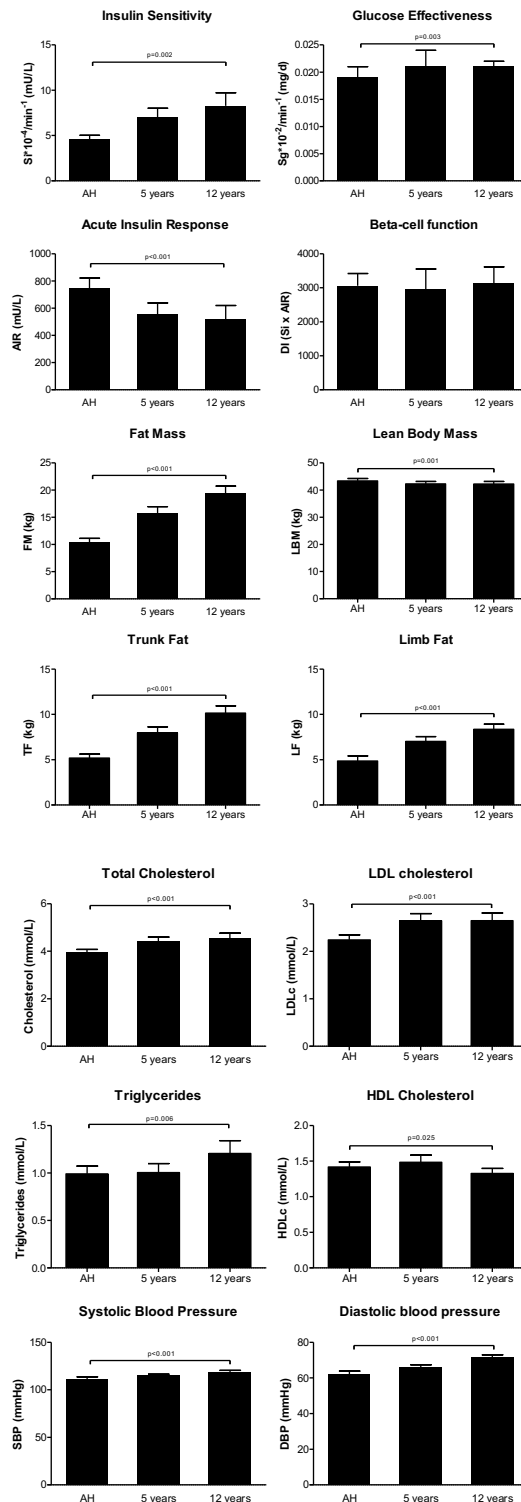 Insulin Sensitivity
Si*10⁻⁴/min⁻¹ (mU/L)
15
10
5
0
p=0.002
AH
5 years
12 years
Glucose Effectiveness
Sg*10⁻²/min⁻¹ (mg/d)
0.025
0.020
0.015
0.010
0.005
0.000
p=0.003
AH
5 years
12 years
Acute Insulin Response
AIR (mU/L)
1000
800
600
400
200
0
p<0.001
AH
5 years
12 years
Beta-cell function
DI (Si x AIR)
4000
3000
2000
1000
0
AH
5 years
12 years
Fat Mass
FM (kg)
25
20
15
10
5
0
p<0.001
AH
5 years
12 years
Lean Body Mass
LBM (kg)
50
40
30
20
10
0
p=0.001
AH
5 years
12 years
Trunk Fat
TF (kg)
15
10
5
0
p<0.001
AH
5 years
12 years
Limb Fat
LF (kg)
15
10
5
0
p<0.001
AH
5 years
12 years
Total Cholesterol
Cholesterol (mmol/L)
6
4
2
0
p<0.001
AH
5 years
12 years
LDL cholesterol
LDLc (mmol/L)
3
2
1
0
p<0.001
AH
5 years
12 years
Triglycerides
Triglycerides (mmol/L)
1.5
1.0
0.5
0.0
p=0.006
AH
5 years
12 years
HDL Cholesterol
HDLc (mmol/L)
2.0
1.5
1.0
0.5
0.0
p=0.025
AH
5 years
12 years
Systolic Blood Pressure
SBP (mmHg)
150
100
50
0
p<0.001
AH
5 years
12 years
Diastolic blood pressure
DBP (mmHg)
80
60
40
20
0
p<0.001
AH
5 years
12 years